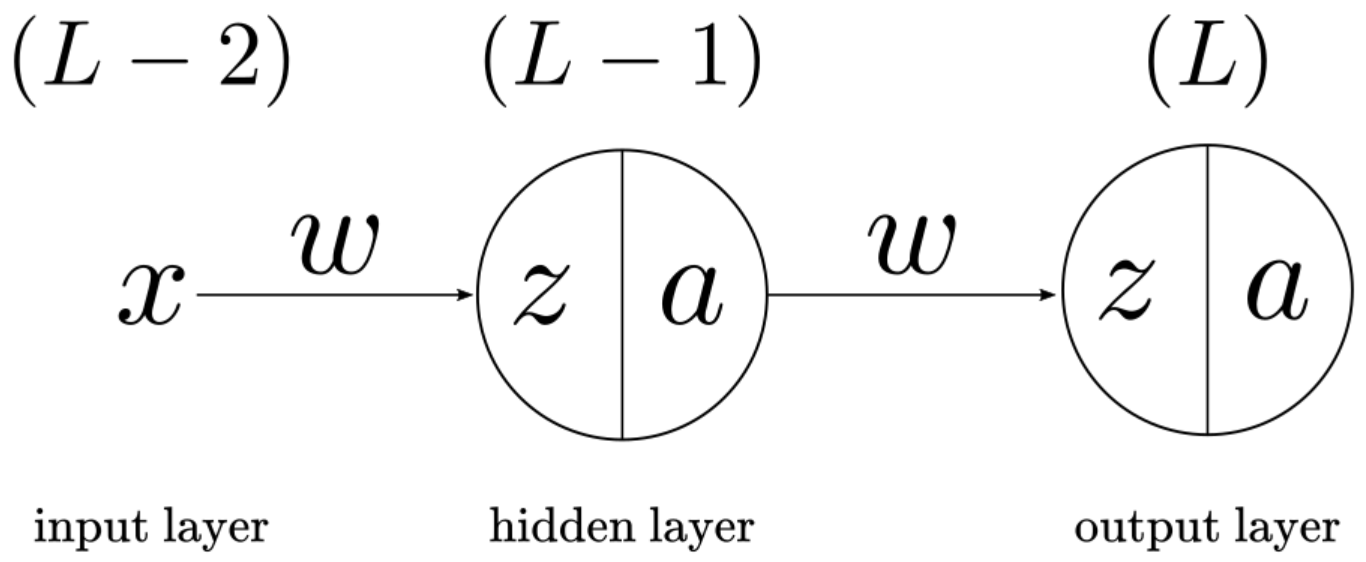 (L − 2) (L − 1) (L)
w w
x z a z a
input layer hidden layer output layer